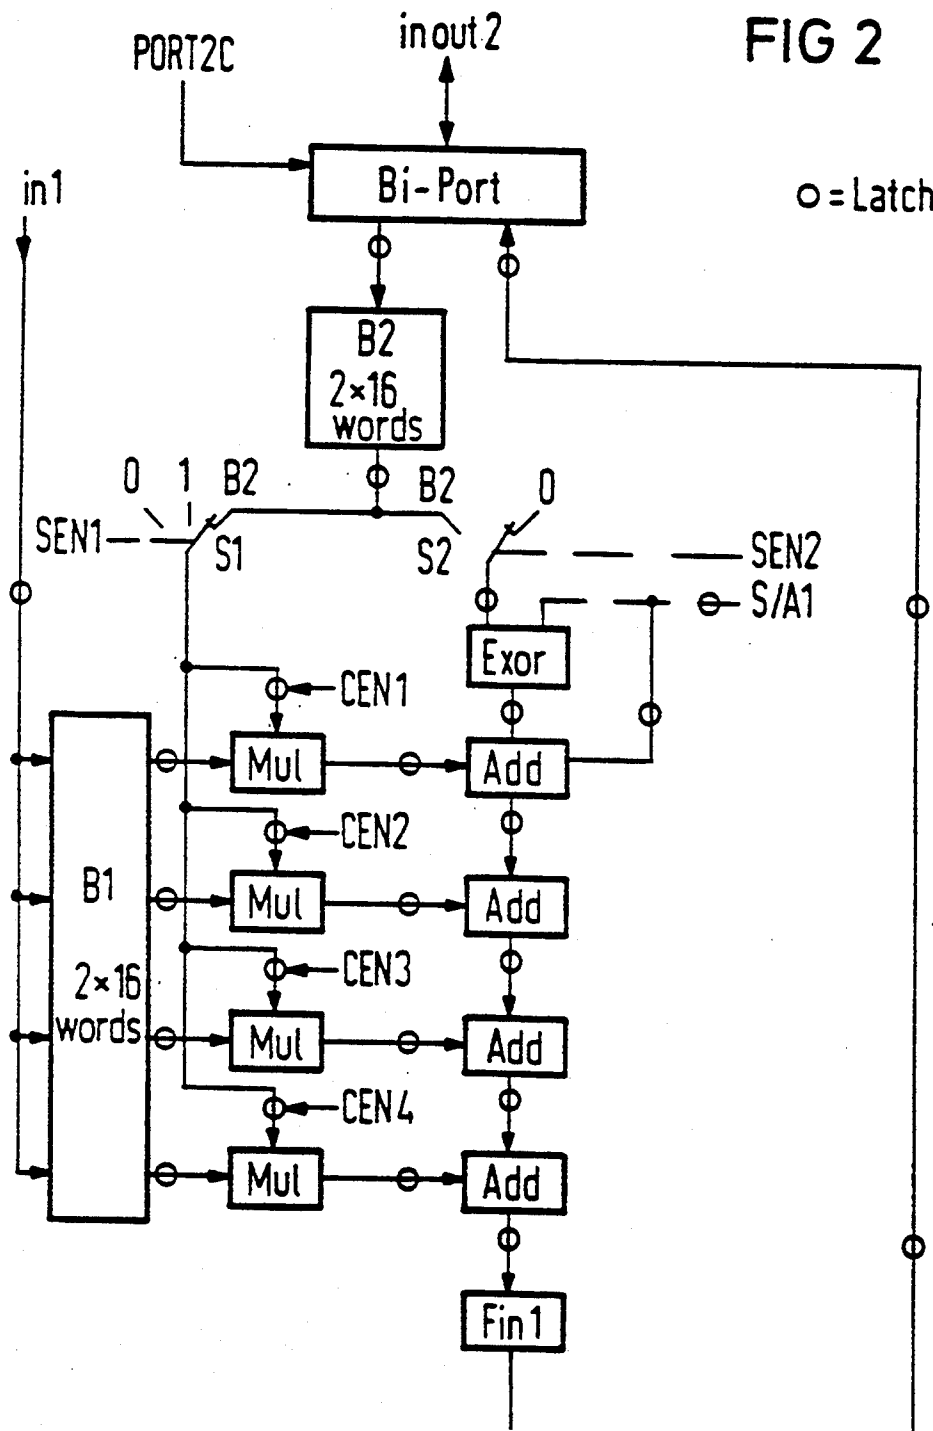 FIG 2
PORT2C
in out 2
in1
Bi-Port
O = Latch
B2
2×16
words
0
1
B2
B2
0
SEN1
S1
S2
SEN2
S/A1
Exor
CEN1
Mul
Add
CEN2
B1
Mul
Add
CEN3
2×16
words
Mul
Add
CEN4
Mul
Add
Fin1